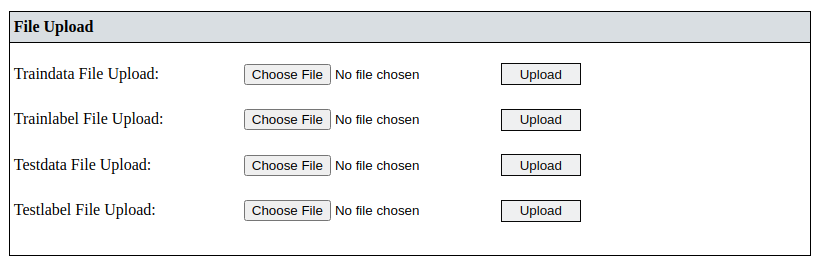 File Upload
Traindata File Upload: Choose File No file chosen Upload
Trainlabel File Upload: Choose File No file chosen Upload
Testdata File Upload: Choose File No file chosen Upload
Testlabel File Upload: Choose File No file chosen Upload